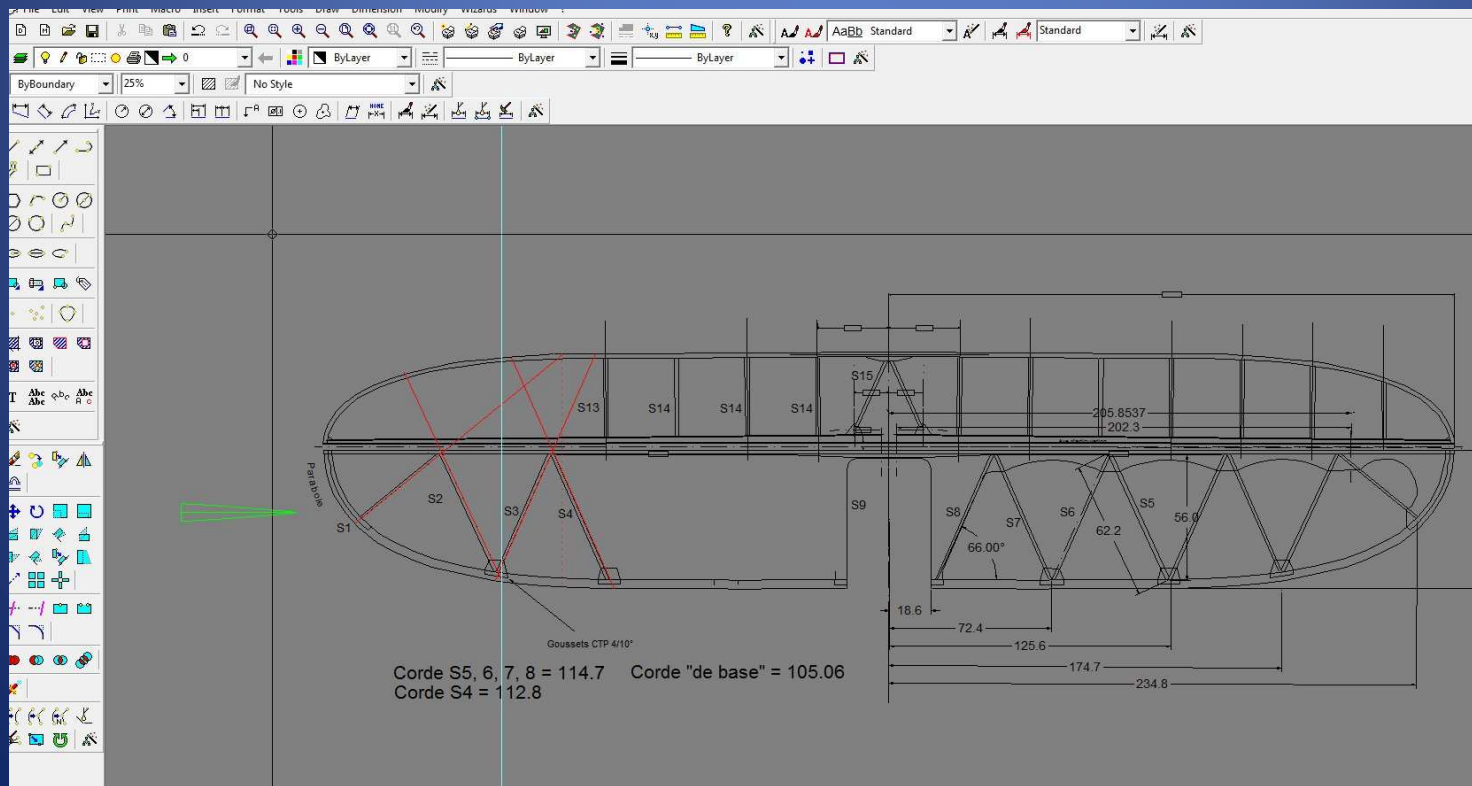 File Edit View Print Macro Insert Format Tools Draw Dimension Modify Wizards Window ?
AaBb Standard Standard
0 ByLayer ByLayer ByLayer
ByBoundary 25% No Style
HOME
Abc Abc
Abc Abc
S15
S13 S14 S14 S14
205.8537
202.3
Parabole
S1 S2 S3 S4 S9 S8 S7 S6 S5
56.0
62.2
66.00°
18.6
72.4
125.6
174.7
234.8
Goussets CTP 4/10°
Corde S5, 6, 7, 8 = 114.7 Corde "de base" = 105.06
Corde S4 = 112.8